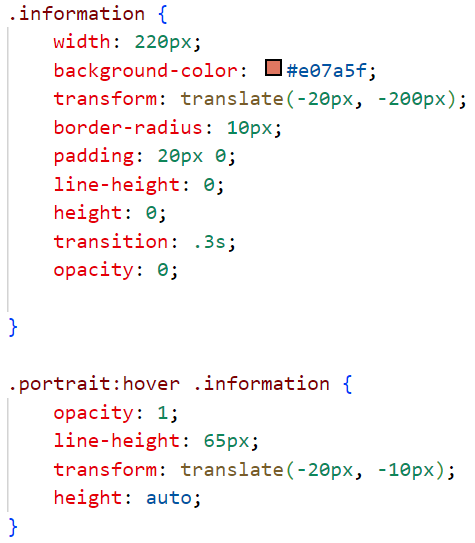 .information {
    width: 220px;
    background-color: #e07a5f;
    transform: translate(-20px, -200px);
    border-radius: 10px;
    padding: 20px 0;
    line-height: 0;
    height: 0;
    transition: .3s;
    opacity: 0;

}

.portrait:hover .information {
    opacity: 1;
    line-height: 65px;
    transform: translate(-20px, -10px);
    height: auto;
}